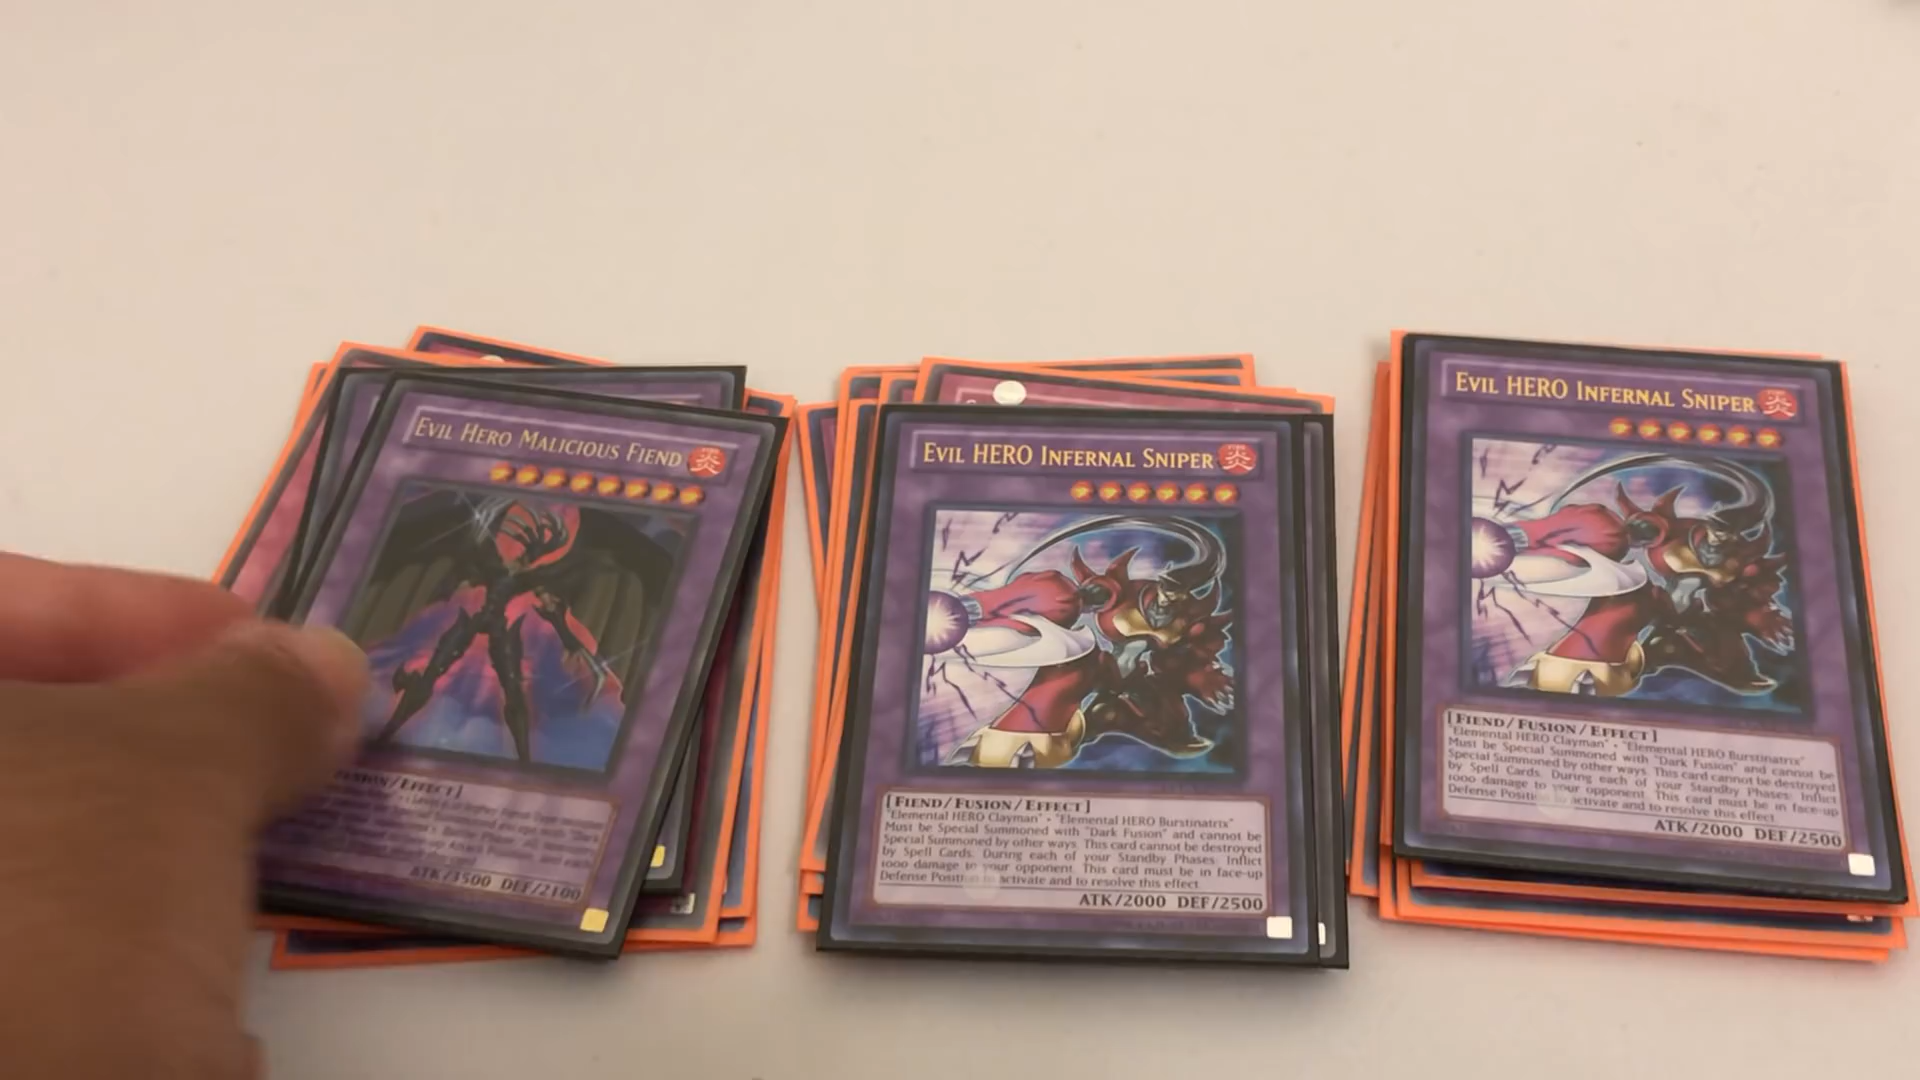 Evil Hero Malicious Fiend 炎
ATK/3500 DEF/2100
Evil HERO Infernal Sniper 炎
[Fiend/Fusion/Effect]
"Elemental HERO Clayman" • "Elemental HERO Burstinatrix"
Must be Special Summoned with "Dark Fusion" and cannot be
Special Summoned by other ways. This card cannot be destroyed
by Spell Cards. During each of your Standby Phases: Inflict
1000 damage to your opponent. This card must be in face-up
Defense Position to activate and to resolve this effect.
ATK/2000 DEF/2500
Evil HERO Infernal Sniper 炎
[Fiend/Fusion/Effect]
"Elemental HERO Clayman" • "Elemental HERO Burstinatrix"
Must be Special Summoned with "Dark Fusion" and cannot be
Special Summoned by other ways. This card cannot be destroyed
by Spell Cards. During each of your Standby Phases: Inflict
1000 damage to your opponent. This card must be in face-up
Defense Position to activate and to resolve this effect.
ATK/2000 DEF/2500